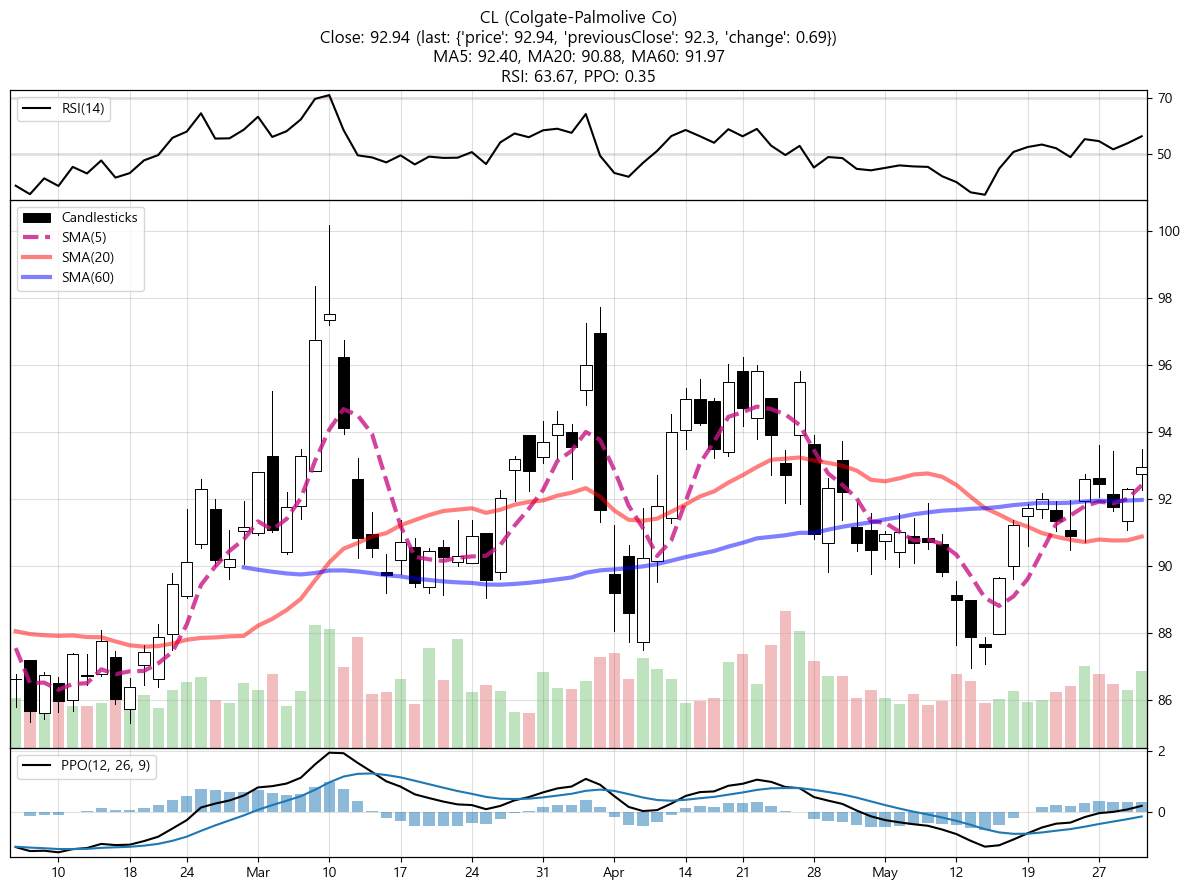 CL (Colgate-Palmolive Co)
Close: 92.94 (last: {'price': 92.94, 'previousClose': 92.3, 'change': 0.69})
MA5: 92.40, MA20: 90.88, MA60: 91.97
RSI: 63.67, PPO: 0.35
RSI(14)
70
50
Candlesticks
SMA(5)
SMA(20)
SMA(60)
100
98
96
94
92
90
88
86
PPO(12, 26, 9)
2
0
10 18 24 Mar 10 17 24 31 Apr 14 21 28 May 12 19 27